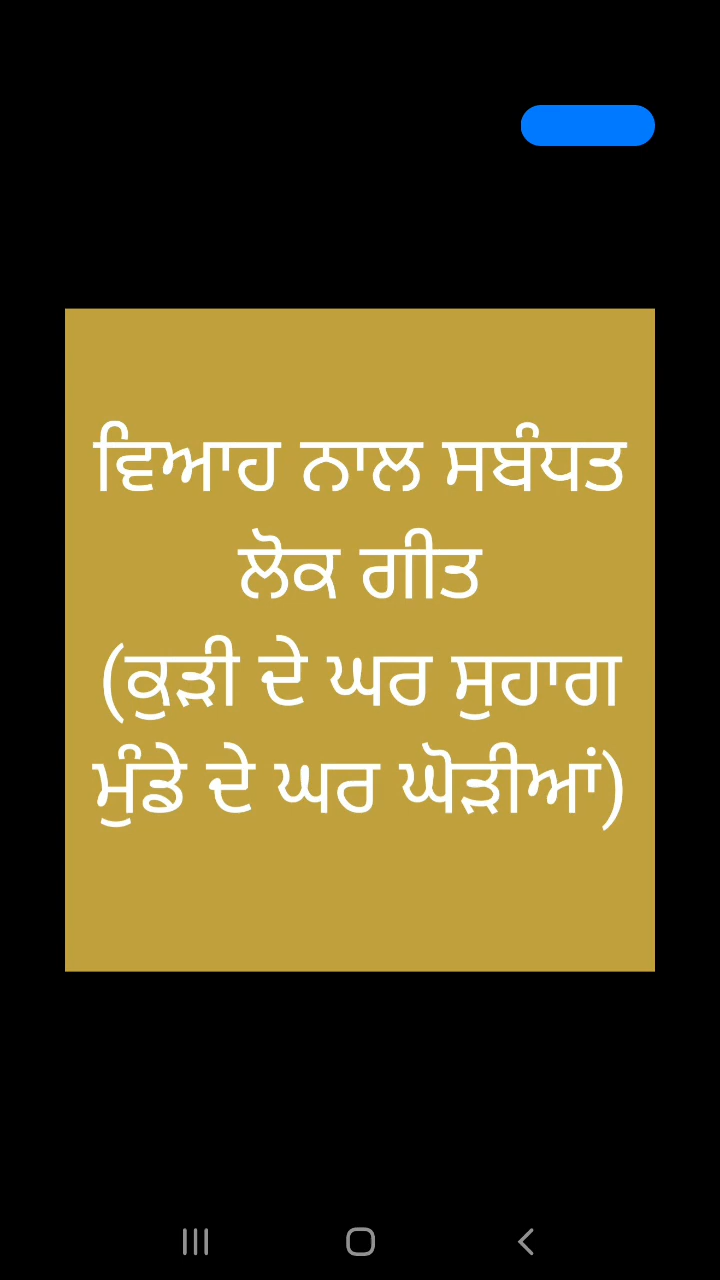 ਵਿਆਹ ਨਾਲ ਸਬੰਧਤ
ਲੋਕ ਗੀਤ
(ਕੁੜੀ ਦੇ ਘਰ ਸੁਹਾਗ
ਮੁੰਡੇ ਦੇ ਘਰ ਘੋੜੀਆਂ)